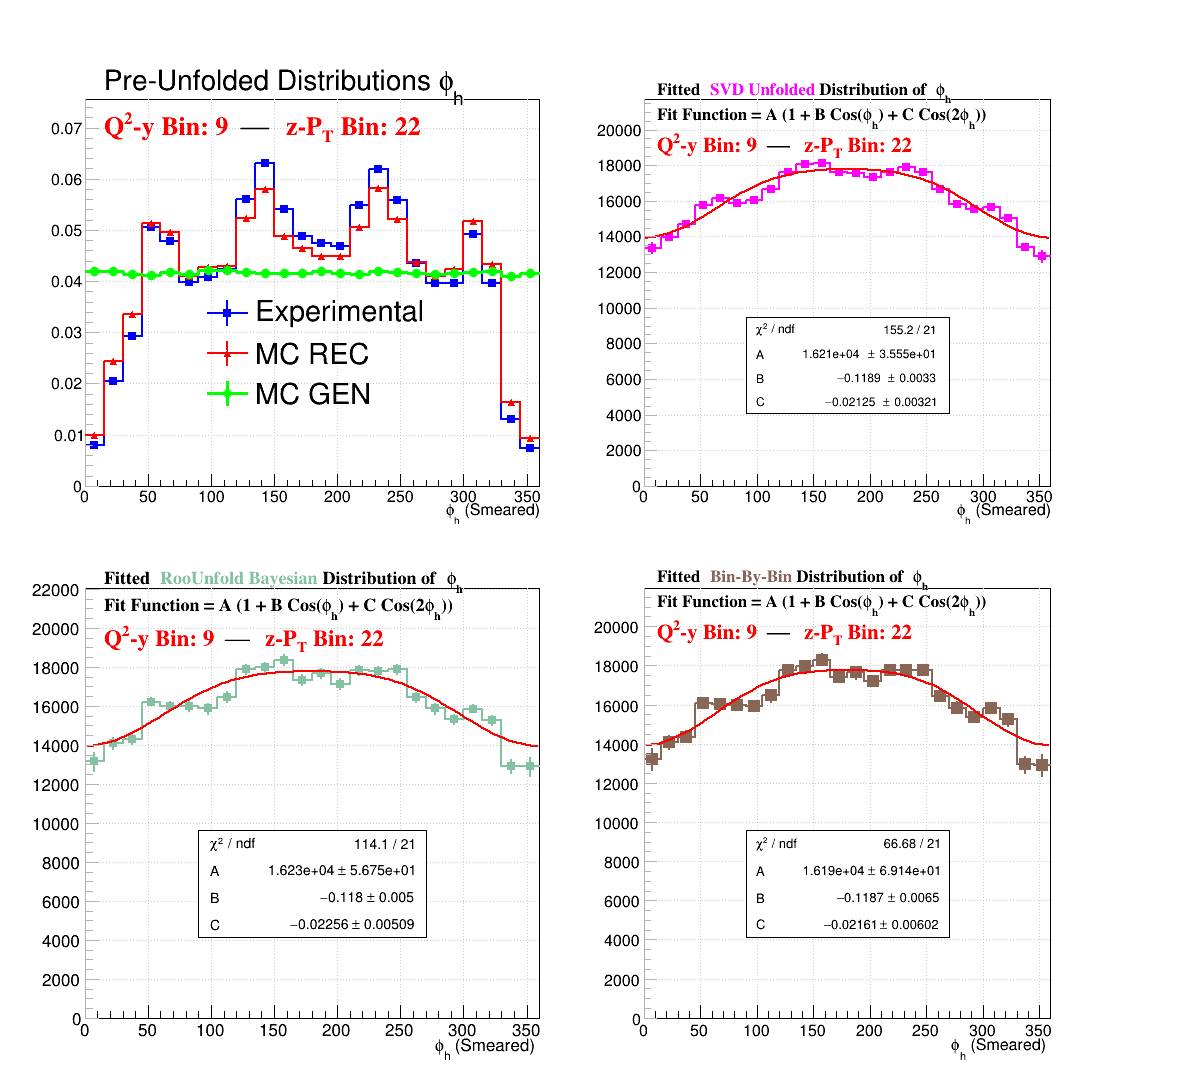 Pre-Unfolded Distributions ϕh
Q²-y Bin: 9 — z-PT Bin: 22
0.07
0.06
0.05
0.04
0.03
0.02
0.01
0
Experimental
MC REC
MC GEN
0 50 100 150 200 250 300 350
ϕh (Smeared)
Fitted SVD Unfolded Distribution of ϕh
Fit Function = A (1 + B Cos(ϕh) + C Cos(2ϕh))
Q²-y Bin: 9 — z-PT Bin: 22
20000
18000
16000
14000
12000
10000
8000
6000
4000
2000
0
χ² / ndf 155.2 / 21
A 1.621e+04 ± 3.555e+01
B −0.1189 ± 0.0033
C −0.02125 ± 0.00321
0 50 100 150 200 250 300 350
ϕh (Smeared)
Fitted RooUnfold Bayesian Distribution of ϕh
Fit Function = A (1 + B Cos(ϕh) + C Cos(2ϕh))
Q²-y Bin: 9 — z-PT Bin: 22
22000
20000
18000
16000
14000
12000
10000
8000
6000
4000
2000
0
χ² / ndf 114.1 / 21
A 1.623e+04 ± 5.675e+01
B −0.118 ± 0.005
C −0.02256 ± 0.00509
0 50 100 150 200 250 300 350
ϕh (Smeared)
Fitted Bin-By-Bin Distribution of ϕh
Fit Function = A (1 + B Cos(ϕh) + C Cos(2ϕh))
Q²-y Bin: 9 — z-PT Bin: 22
20000
18000
16000
14000
12000
10000
8000
6000
4000
2000
0
χ² / ndf 66.68 / 21
A 1.619e+04 ± 6.914e+01
B −0.1187 ± 0.0065
C −0.02161 ± 0.00602
0 50 100 150 200 250 300 350
ϕh (Smeared)